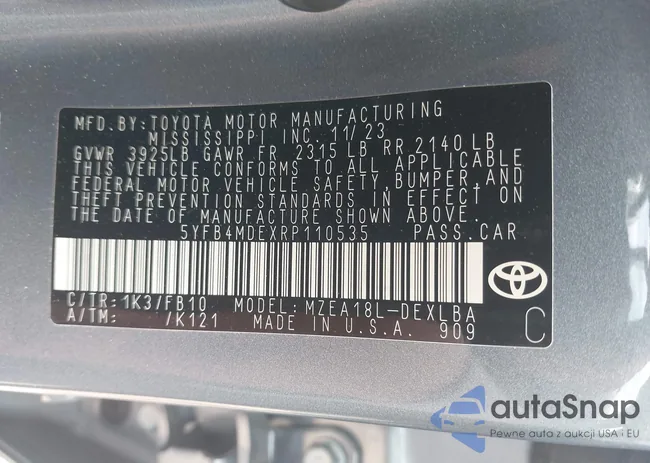 MFD.BY:TOYOTA MOTOR MANUFACTURING
MISSISSIPPI INC. 11/23
GVWR 3925LB GAWR FR 2315 LB RR 2140 LB
THIS VEHICLE CONFORMS TO ALL APPLICABLE
FEDERAL MOTOR VEHICLE SAFETY,BUMPER,AND
THEFT PREVENTION STANDARDS IN EFFECT ON
THE DATE OF MANUFACTURE SHOWN ABOVE.
5YFB4MDEXRP110535 PASS.CAR
C/TR:1K3/FB10 MODEL:MZEA18L-DEXLBA
A/TM: /K121 MADE IN U.S.A. 909
C
autoSnap
Pewne auta z aukcji USA i EU